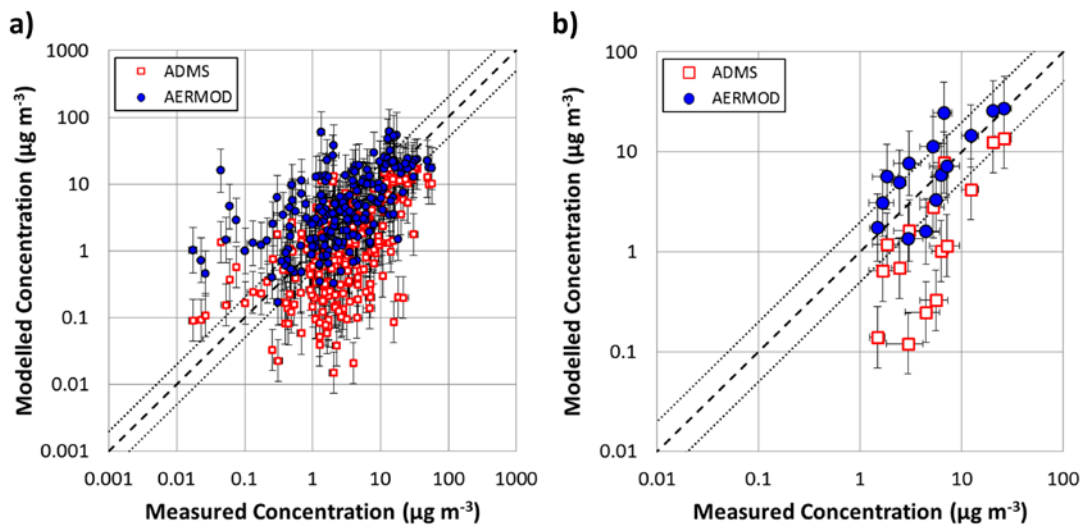 a)
1000
100
10
1
0.1
0.01
0.001
Modelled Concentration (µg m⁻³)
ADMS
AERMOD
0.001 0.01 0.1 1 10 100 1000
Measured Concentration (µg m⁻³)
b)
100
10
1
0.1
0.01
Modelled Concentration (µg m⁻³)
ADMS
AERMOD
0.01 0.1 1 10 100
Measured Concentration (µg m⁻³)